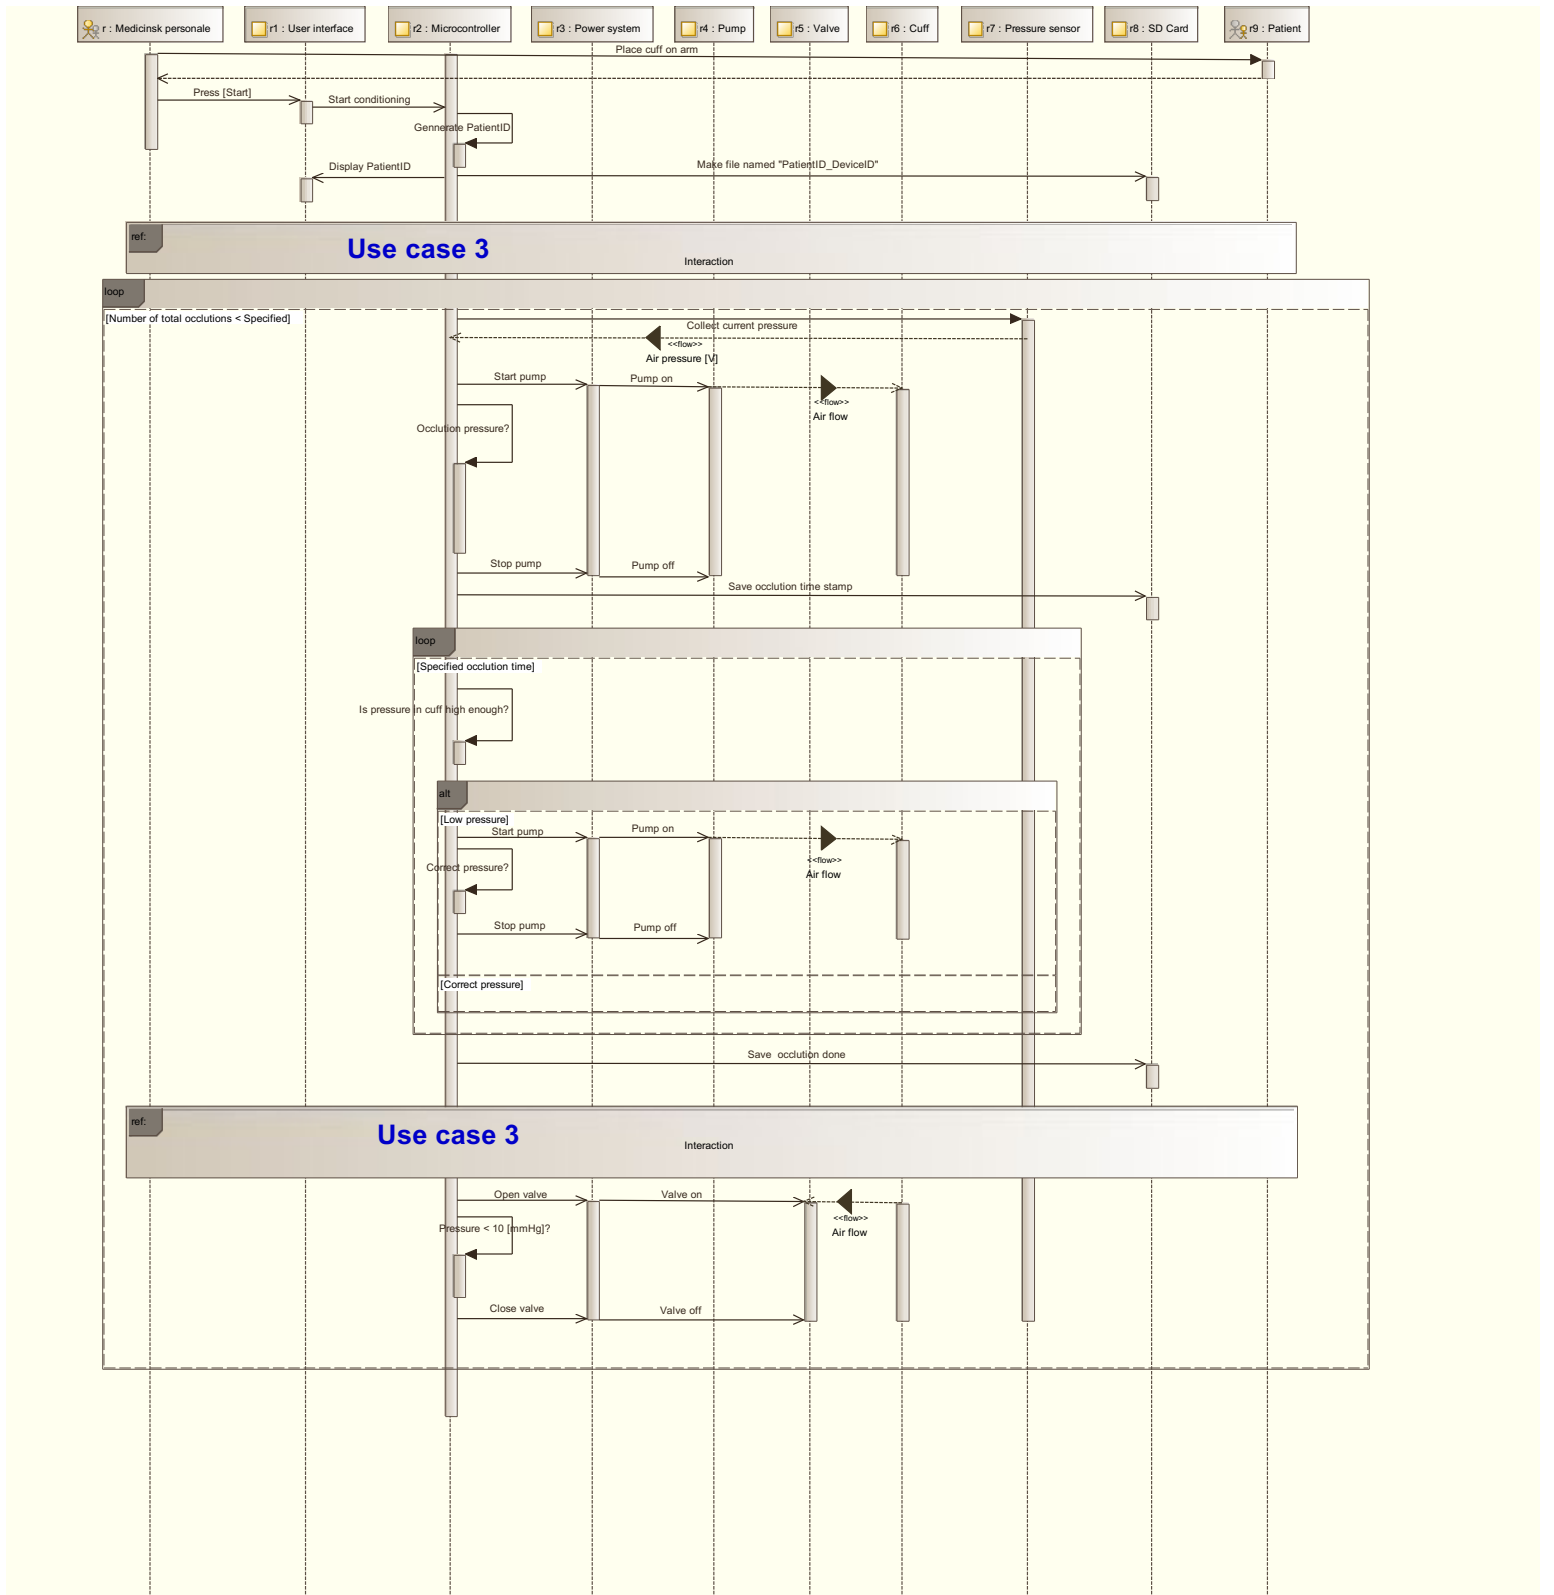 r : Medicinsk personale
r1 : User interface
r2 : Microcontroller
r3 : Power system
r4 : Pump
r5 : Valve
r6 : Cuff
r7 : Pressure sensor
r8 : SD Card
r9 : Patient
Place cuff on arm
Press [Start]
Start conditioning
Gennerate PatientID
Display PatientID
Make file named "PatientID_DeviceID"
ref:
Use case 3
Interaction
loop
[Number of total occlutions < Specified]
Collect current pressure
<<flow>>
Air pressure [V]
Start pump
Pump on
<<flow>>
Air flow
Occlution pressure?
Stop pump
Pump off
Save occlution time stamp
loop
[Specified occlution time]
Is pressure in cuff high enough?
alt
[Low pressure]
Start pump
Pump on
<<flow>>
Air flow
Correct pressure?
Stop pump
Pump off
[Correct pressure]
Save  occlution done
ref:
Use case 3
Interaction
Open valve
Valve on
<<flow>>
Air flow
Pressure < 10 [mmHg]?
Close valve
Valve off